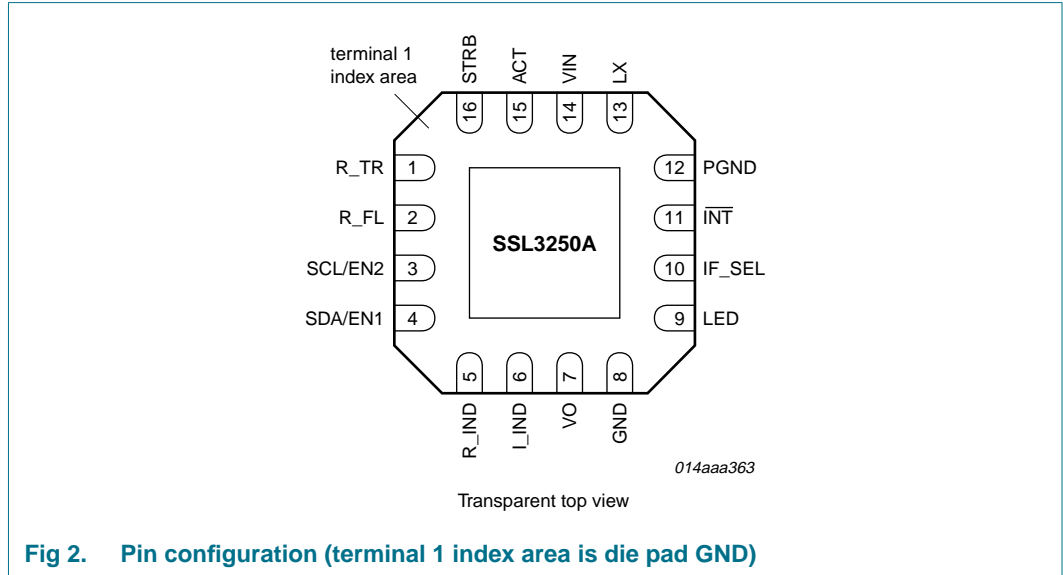 terminal 1
index area
STRB
ACT
VIN
LX
16
15
14
13
R_TR 1
12 PGND
R_FL 2
11 INT
SSL3250A
SCL/EN2 3
10 IF_SEL
SDA/EN1 4
9 LED
5
6
7
8
R_IND
I_IND
VO
GND
014aaa363
Transparent top view
Fig 2. Pin configuration (terminal 1 index area is die pad GND)